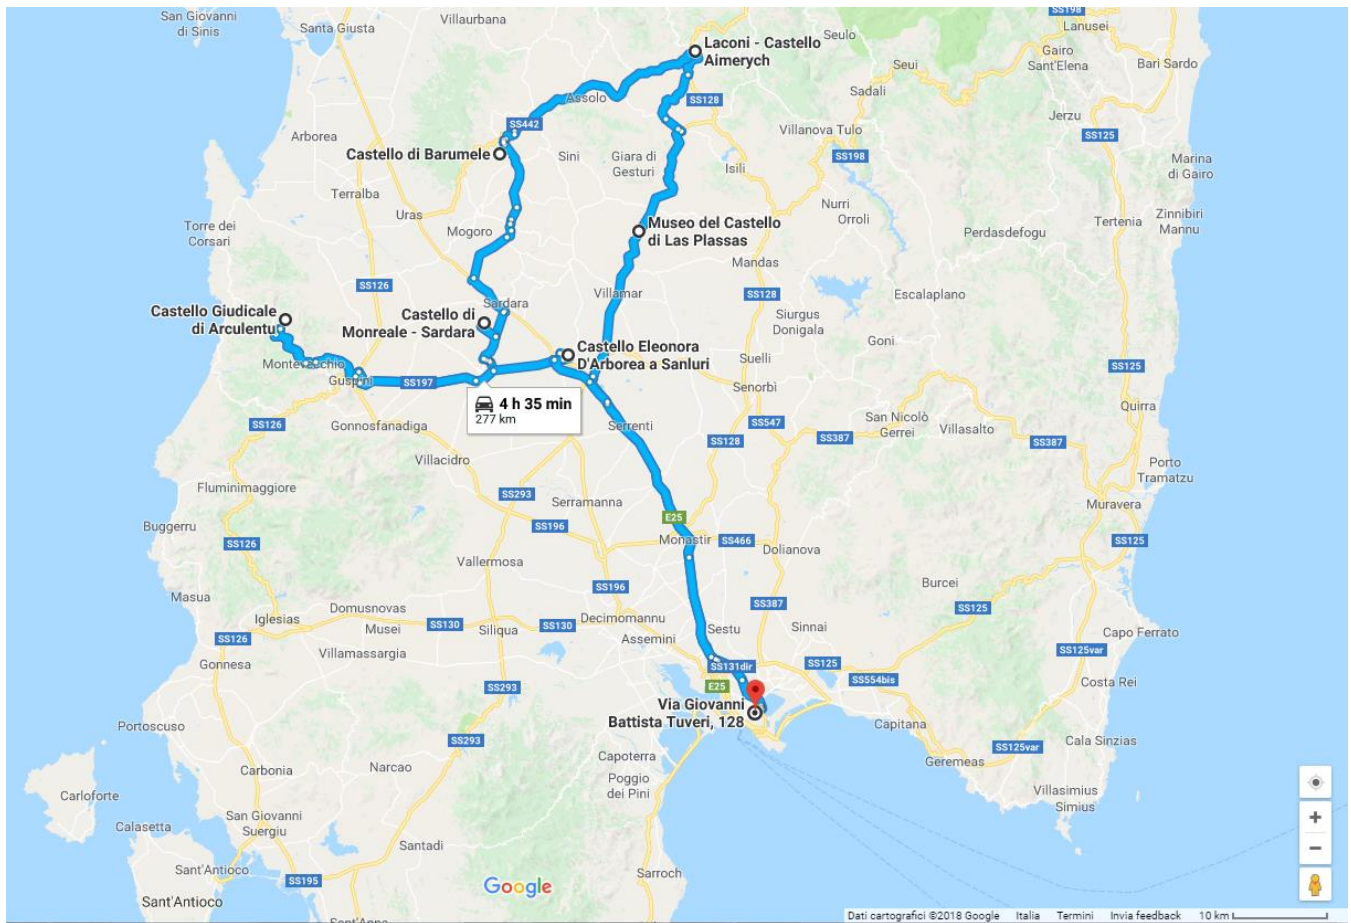 San Giovanni
di Sinis
Santa Giusta
Villaurbana
Laconi - Castello
Aimerych
Seulo
SS198
Lanusei
Gairo
Sant'Elena
Bari Sardo
Seui
Sadali
Assolo
SS128
SS442
Arborea
Villanova Tulo
Jerzu
SS125
Castello di Barumele
Sini
Giara di
Gesturi
Isili
SS198
Marina
di Gairo
Terralba
Uras
Nurri
Orroli
Torre dei
Corsari
Mogoro
Museo del Castello
di Las Plassas
Perdasdefogu
Tertenia
Zinnibiri
Mannu
Mandas
SS126
SS128
Villamar
Escalaplano
Castello Giudicale
di Arculentu
Sardara
Castello di
Monreale - Sardara
Siurgus
Donigala
Goni
Castello Eleonora
D'Arborea a Sanluri
Montevecchio
Suelli
SS125
Guspini
SS197
Senorbì
Quirra
4 h 35 min
277 km
SS126
Gonnosfanadiga
Serrenti
SS547
San Nicolò
Gerrei
Villasalto
SS128
SS387
SS387
Villacidro
Porto
Tramatzu
Fluminimaggiore
SS293
Serramanna
Muravera
Buggerru
SS196
E25
SS126
Monastir
SS466
Dolianova
SS125
Vallermosa
Masua
SS196
Burcei
Domusnovas
SS387
SS125
Iglesias
Musei
SS130
Siliqua
SS130
Decimomannu
Sestu
Sinnai
SS126
Assemini
Capo Ferrato
Villamassargia
Gonnesa
SS131dir
SS125
SS125var
SS554bis
Costa Rei
SS293
E25
Via Giovanni
Battista Tuveri, 128
Portoscuso
Capitana
SS293
Cala Sinzias
SS125var
Capoterra
Geremeas
Narcao
Carbonia
Poggio
dei Pini
Carloforte
Villasimius
Simius
San Giovanni
Suergiu
Calasetta
Santadi
Sant'Antioco
SS195
Sarroch
Google
Sant'Antioco
Sant'Anna
Dati cartografici ©2018 Google Italia Termini Invia feedback 10 km